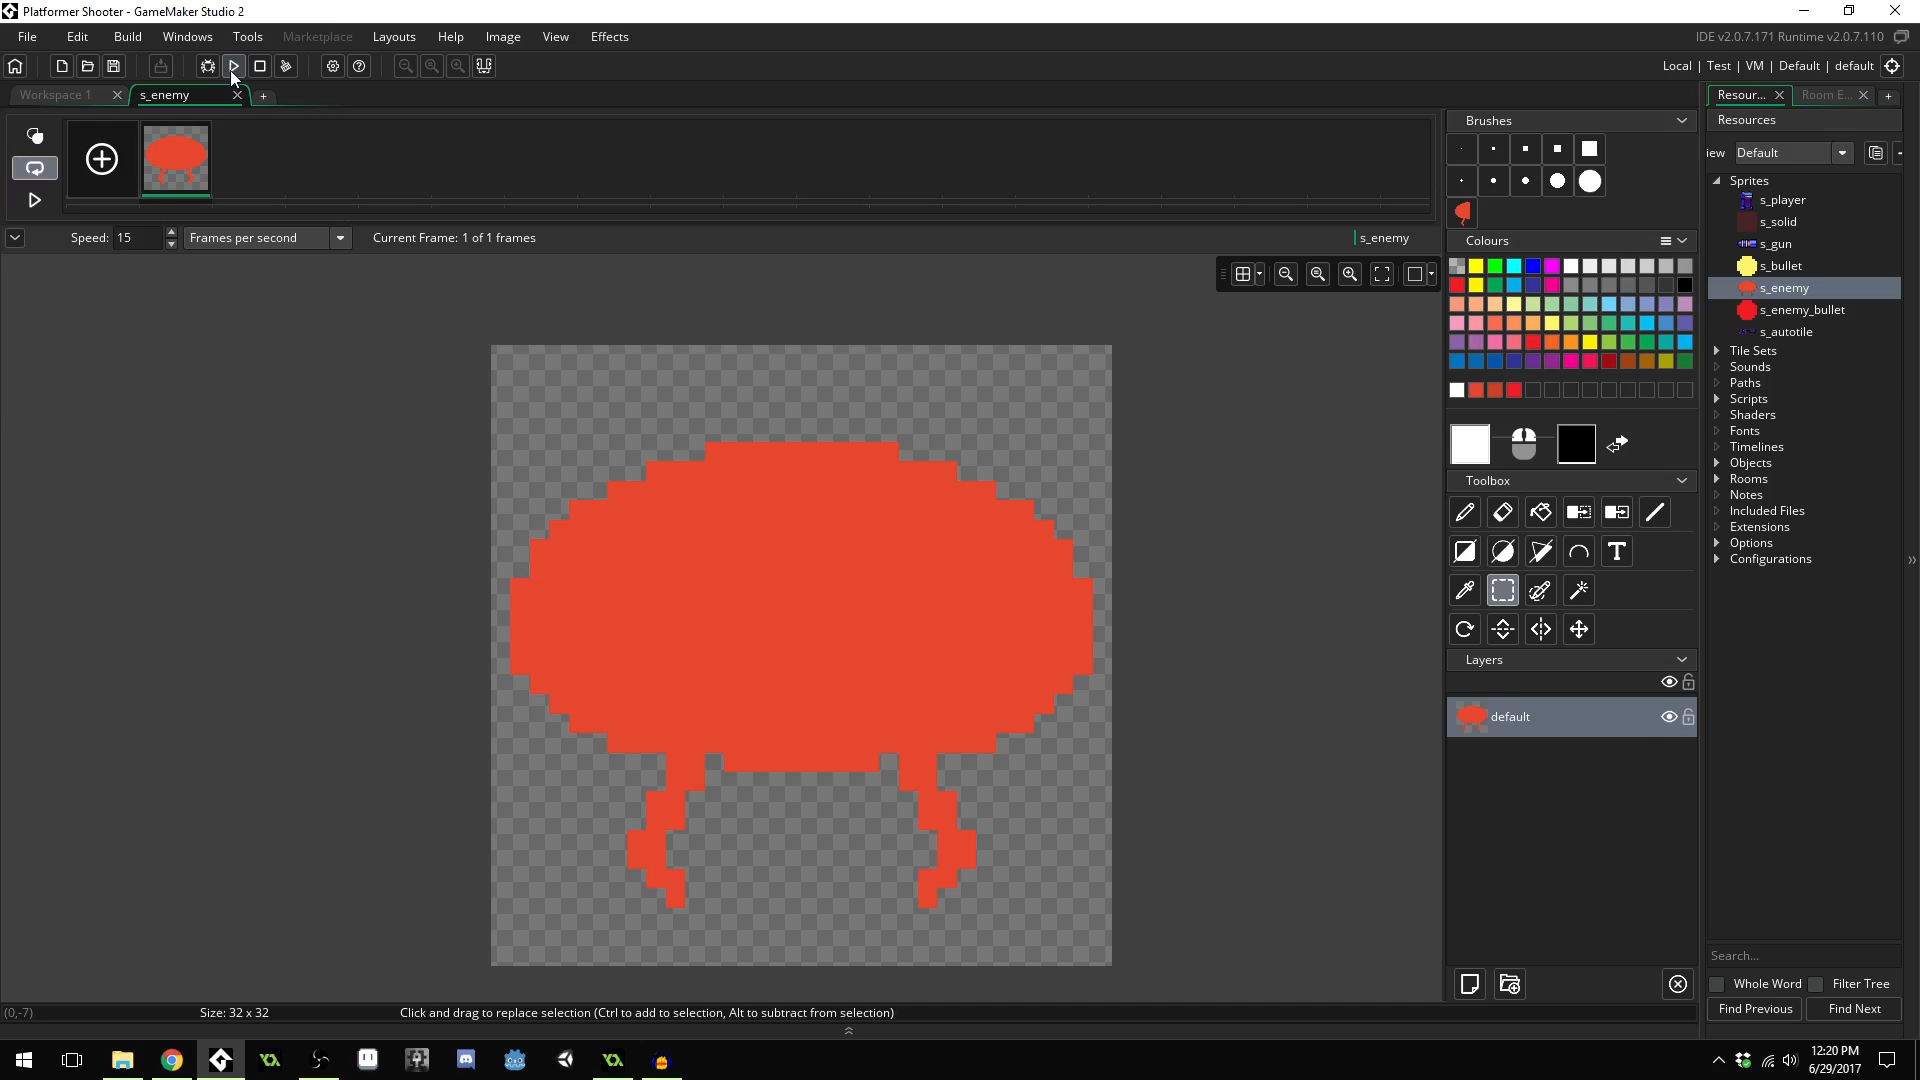 Platformer Shooter - GameMaker Studio 2
File Edit Build Windows Tools Marketplace Layouts Help Image View Effects
IDE v2.0.7.171 Runtime v2.0.7.110
Local | Test | VM | Default | default
Workspace 1
s_enemy
Resour...
Room E...
Brushes
Resources
iew Default
Speed: 15 Frames per second Current Frame: 1 of 1 frames
s_enemy
Colours
Toolbox
T
Layers
default
Sprites
s_player
s_solid
s_gun
s_bullet
s_enemy
s_enemy_bullet
s_autotile
Tile Sets
Sounds
Paths
Scripts
Shaders
Fonts
Timelines
Objects
Rooms
Notes
Included Files
Extensions
Options
Configurations
Search...
Whole Word Filter Tree
Find Previous Find Next
(0,-7) Size: 32 x 32 Click and drag to replace selection (Ctrl to add to selection, Alt to subtract from selection)
12:20 PM
6/29/2017